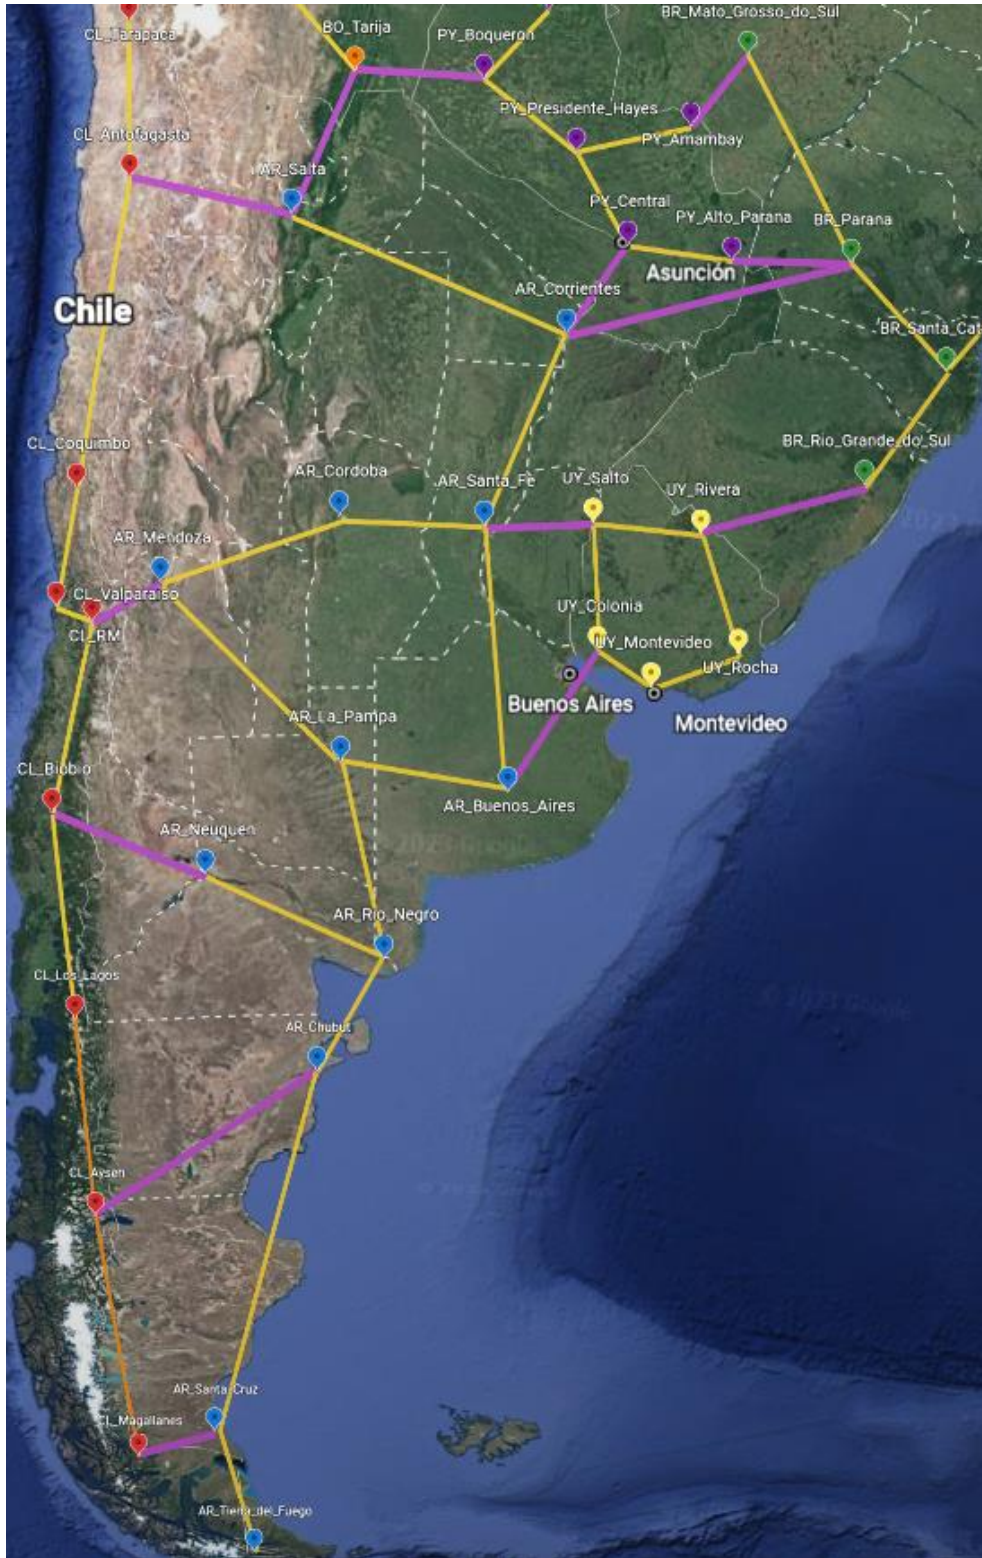 BR_Mato_Grosso_do_Sul
BO_Tarija
PY_Boqueron
CL_Tarapaca
PY_Presidente_Hayes
CL_Antofagasta
PY_Amambay
AR_Salta
PY_Central
PY_Alto_Parana
BR_Parana
Asunción
AR_Corrientes
Chile
BR_Santa_Cat
BR_Rio_Grande_do_Sul
CL_Coquimbo
AR_Cordoba
AR_Santa_Fe
UY_Salto
UY_Rivera
AR_Mendoza
CL_Valparaiso
UY_Colonia
CL_RM
UY_Montevideo
UY_Rocha
Buenos Aires
AR_La_Pampa
Montevideo
CL_Biobio
AR_Buenos_Aires
AR_Neuquen
AR_Rio_Negro
CL_Los_Lagos
AR_Chubut
CL_Aysen
AR_Santa_Cruz
CL_Magallanes
AR_Tierra_del_Fuego